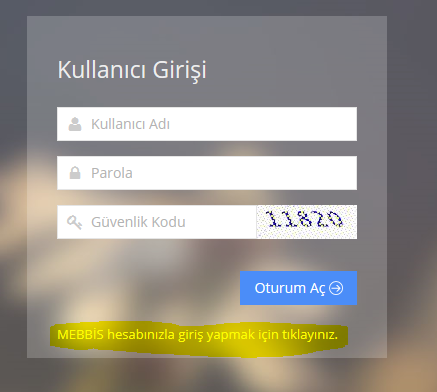 Kullanıcı Girişi
Kullanıcı Adı
Parola
Güvenlik Kodu
11820
Oturum Aç
MEBBİS hesabınızla giriş yapmak için tıklayınız.